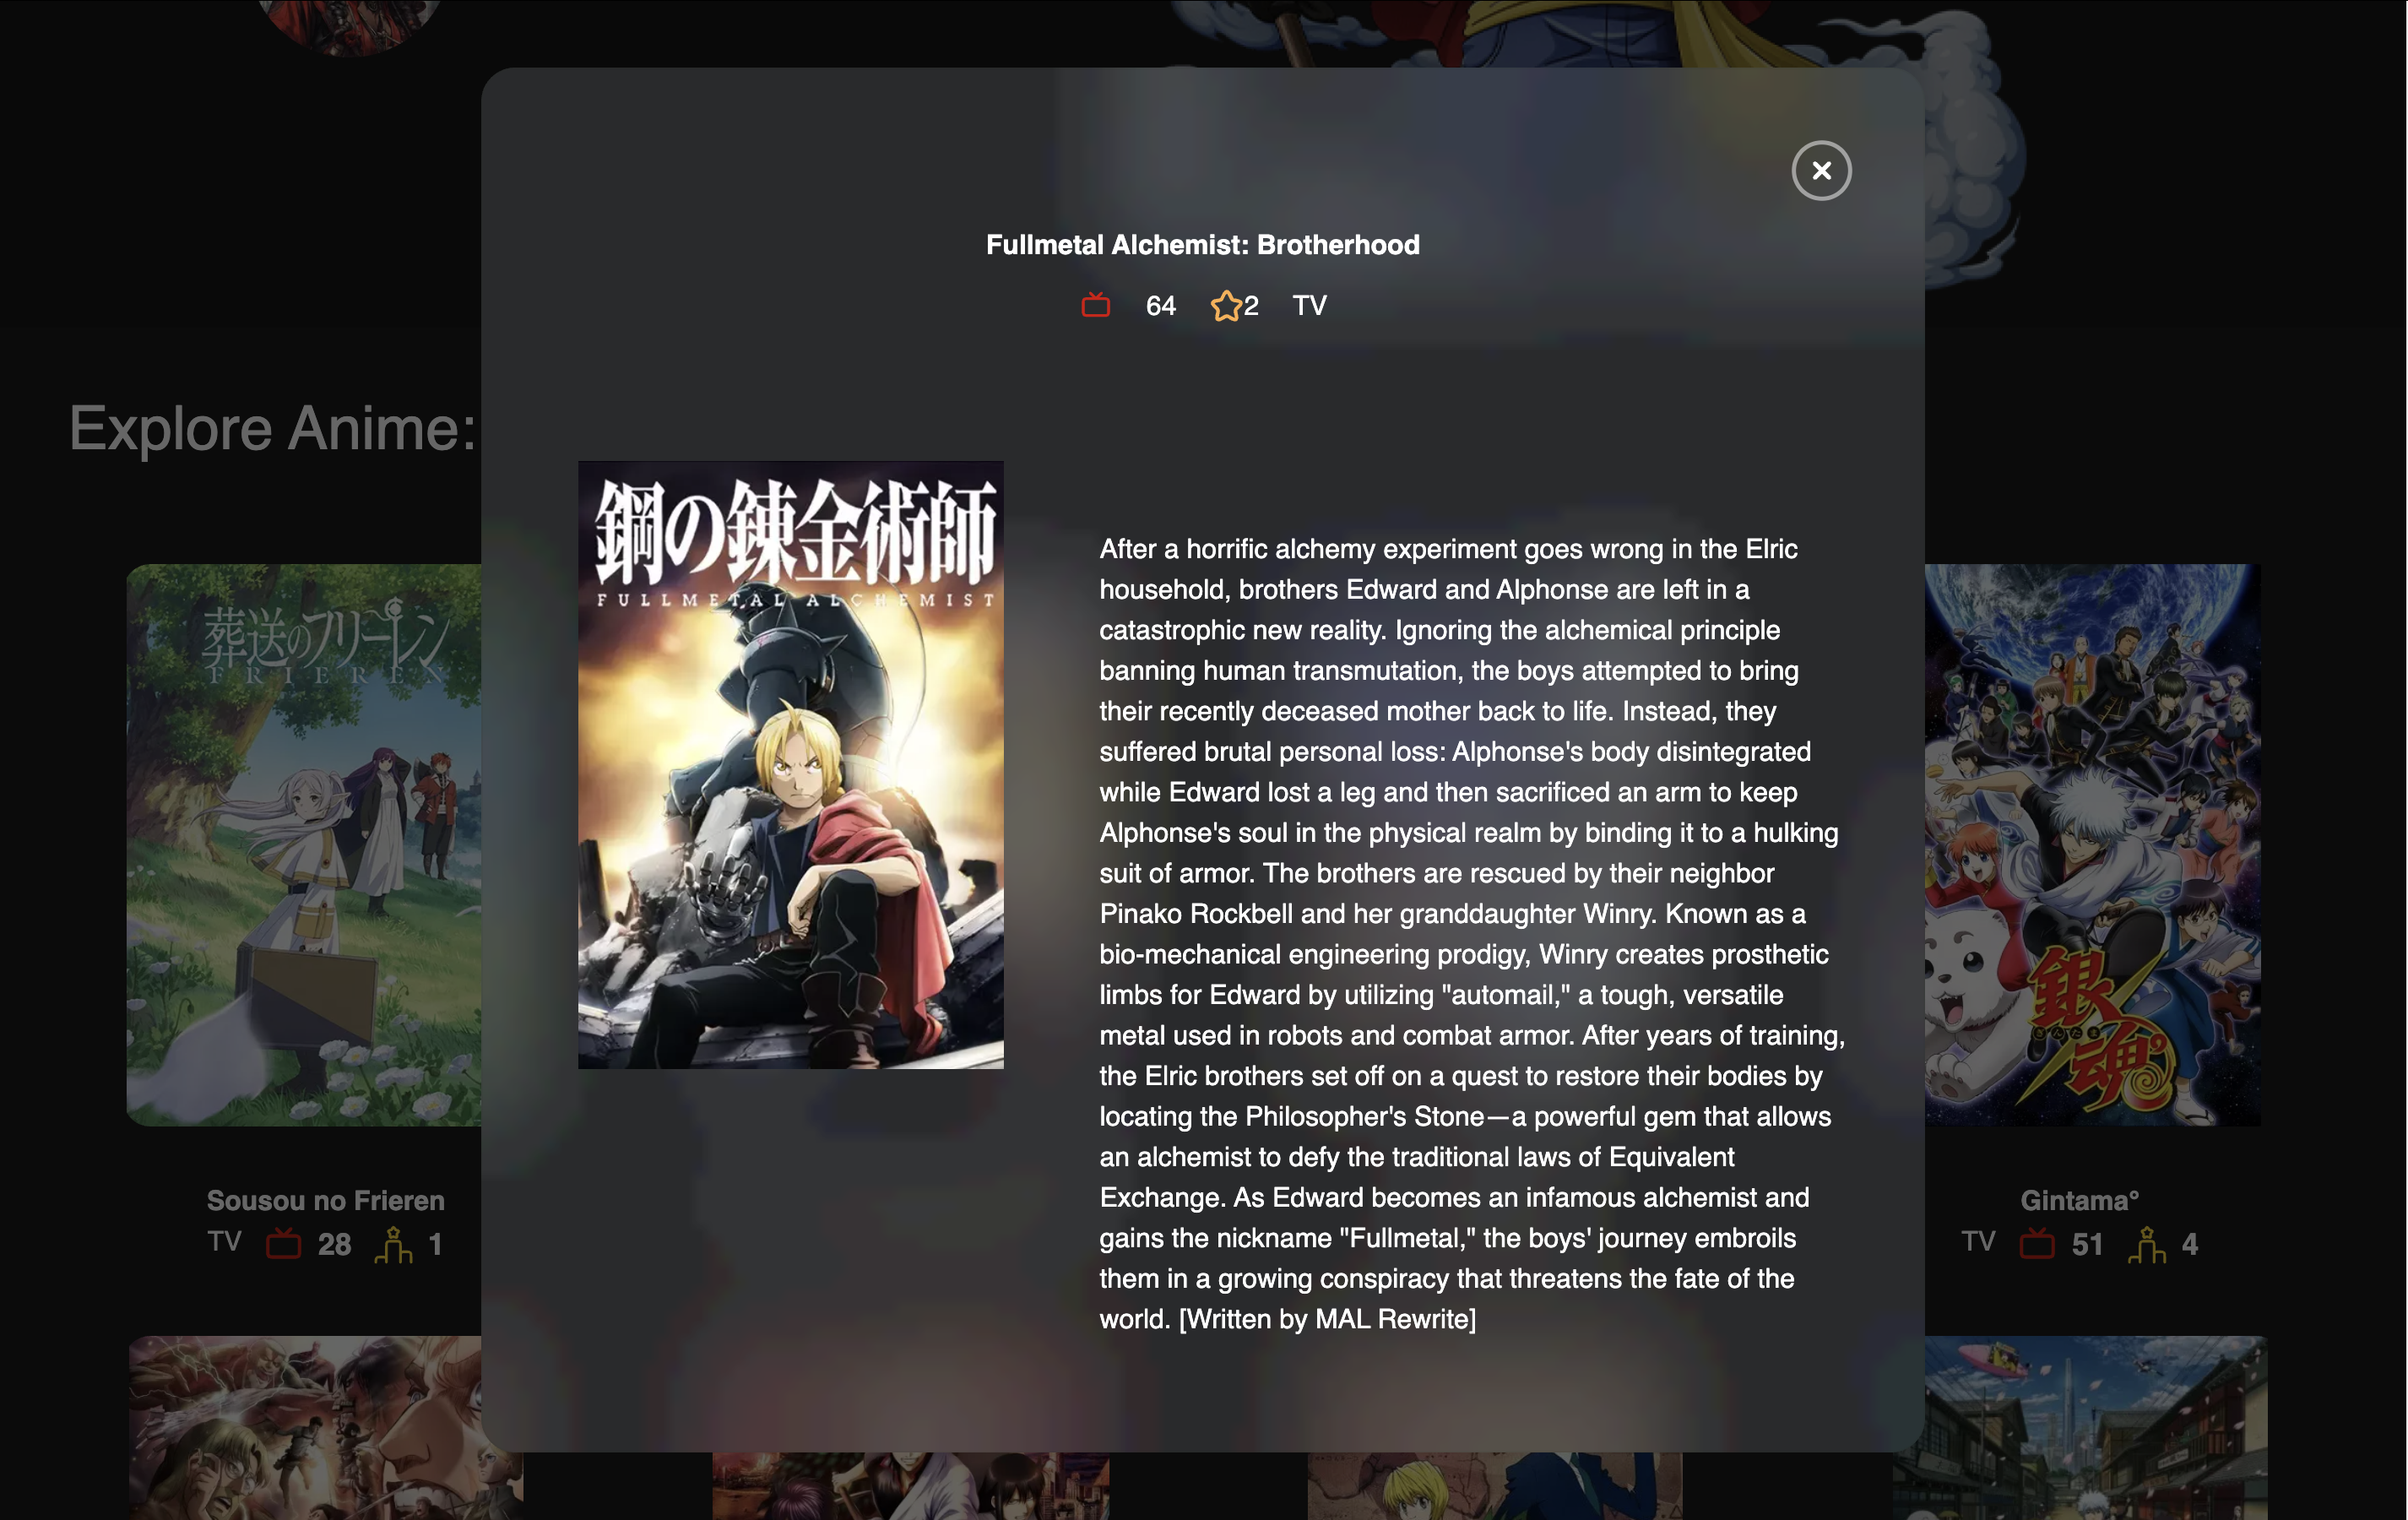 Fullmetal Alchemist: Brotherhood
64 2 TV
Explore Anime:
鋼の錬金術師
FULLMETAL ALCHEMIST
After a horrific alchemy experiment goes wrong in the Elric
household, brothers Edward and Alphonse are left in a
catastrophic new reality. Ignoring the alchemical principle
banning human transmutation, the boys attempted to bring
their recently deceased mother back to life. Instead, they
suffered brutal personal loss: Alphonse's body disintegrated
while Edward lost a leg and then sacrificed an arm to keep
Alphonse's soul in the physical realm by binding it to a hulking
suit of armor. The brothers are rescued by their neighbor
Pinako Rockbell and her granddaughter Winry. Known as a
bio-mechanical engineering prodigy, Winry creates prosthetic
limbs for Edward by utilizing "automail," a tough, versatile
metal used in robots and combat armor. After years of training,
the Elric brothers set off on a quest to restore their bodies by
locating the Philosopher's Stone—a powerful gem that allows
an alchemist to defy the traditional laws of Equivalent
Exchange. As Edward becomes an infamous alchemist and
gains the nickname "Fullmetal," the boys' journey embroils
them in a growing conspiracy that threatens the fate of the
world. [Written by MAL Rewrite]
葬送のフリーレン
FRIEREN
Sousou no Frieren
TV 28 1
銀魂°
ぎんたま
Gintama°
TV 51 4